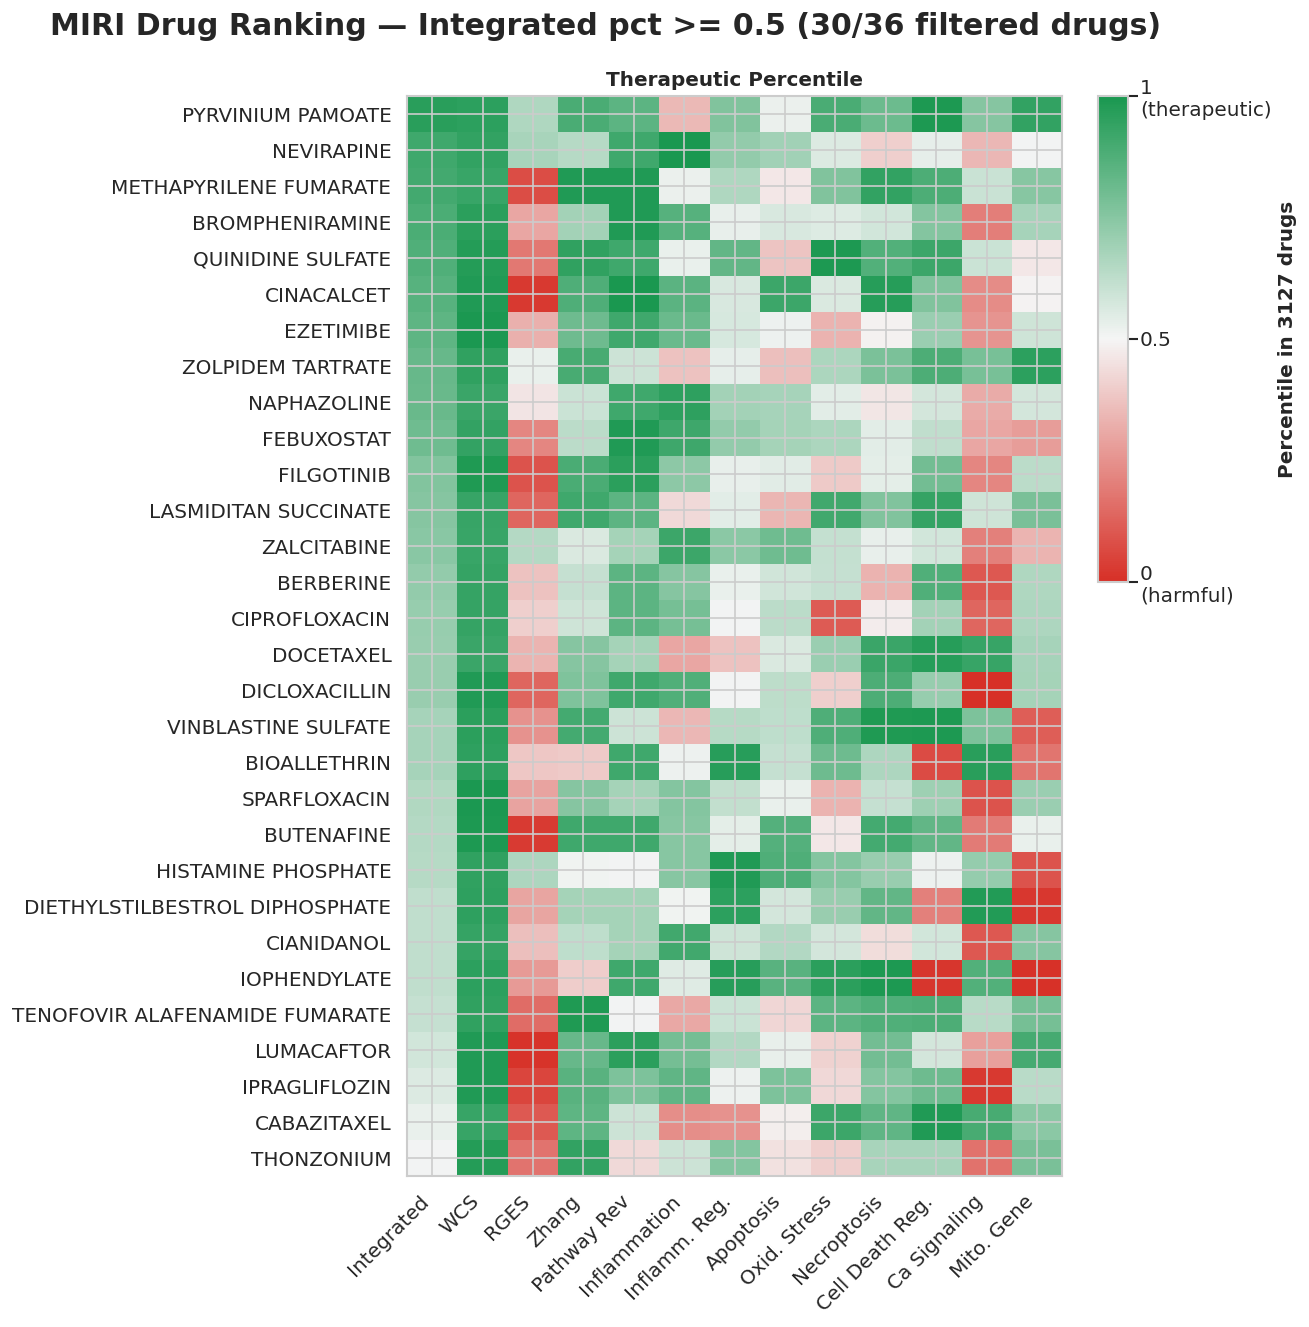 MIRI Drug Ranking — Integrated pct >= 0.5 (30/36 filtered drugs)
Therapeutic Percentile
PYRVINIUM PAMOATE
NEVIRAPINE
METHAPYRILENE FUMARATE
BROMPHENIRAMINE
QUINIDINE SULFATE
CINACALCET
EZETIMIBE
ZOLPIDEM TARTRATE
NAPHAZOLINE
FEBUXOSTAT
FILGOTINIB
LASMIDITAN SUCCINATE
ZALCITABINE
BERBERINE
CIPROFLOXACIN
DOCETAXEL
DICLOXACILLIN
VINBLASTINE SULFATE
BIOALLETHRIN
SPARFLOXACIN
BUTENAFINE
HISTAMINE PHOSPHATE
DIETHYLSTILBESTROL DIPHOSPHATE
CIANIDANOL
IOPHENDYLATE
TENOFOVIR ALAFENAMIDE FUMARATE
LUMACAFTOR
IPRAGLIFLOZIN
CABAZITAXEL
THONZONIUM
Integrated
WCS
RGES
Zhang
Pathway Rev
Inflammation
Inflamm. Reg.
Apoptosis
Oxid. Stress
Necroptosis
Cell Death Reg.
Ca Signaling
Mito. Gene
1
(therapeutic)
0.5
0
(harmful)
Percentile in 3127 drugs